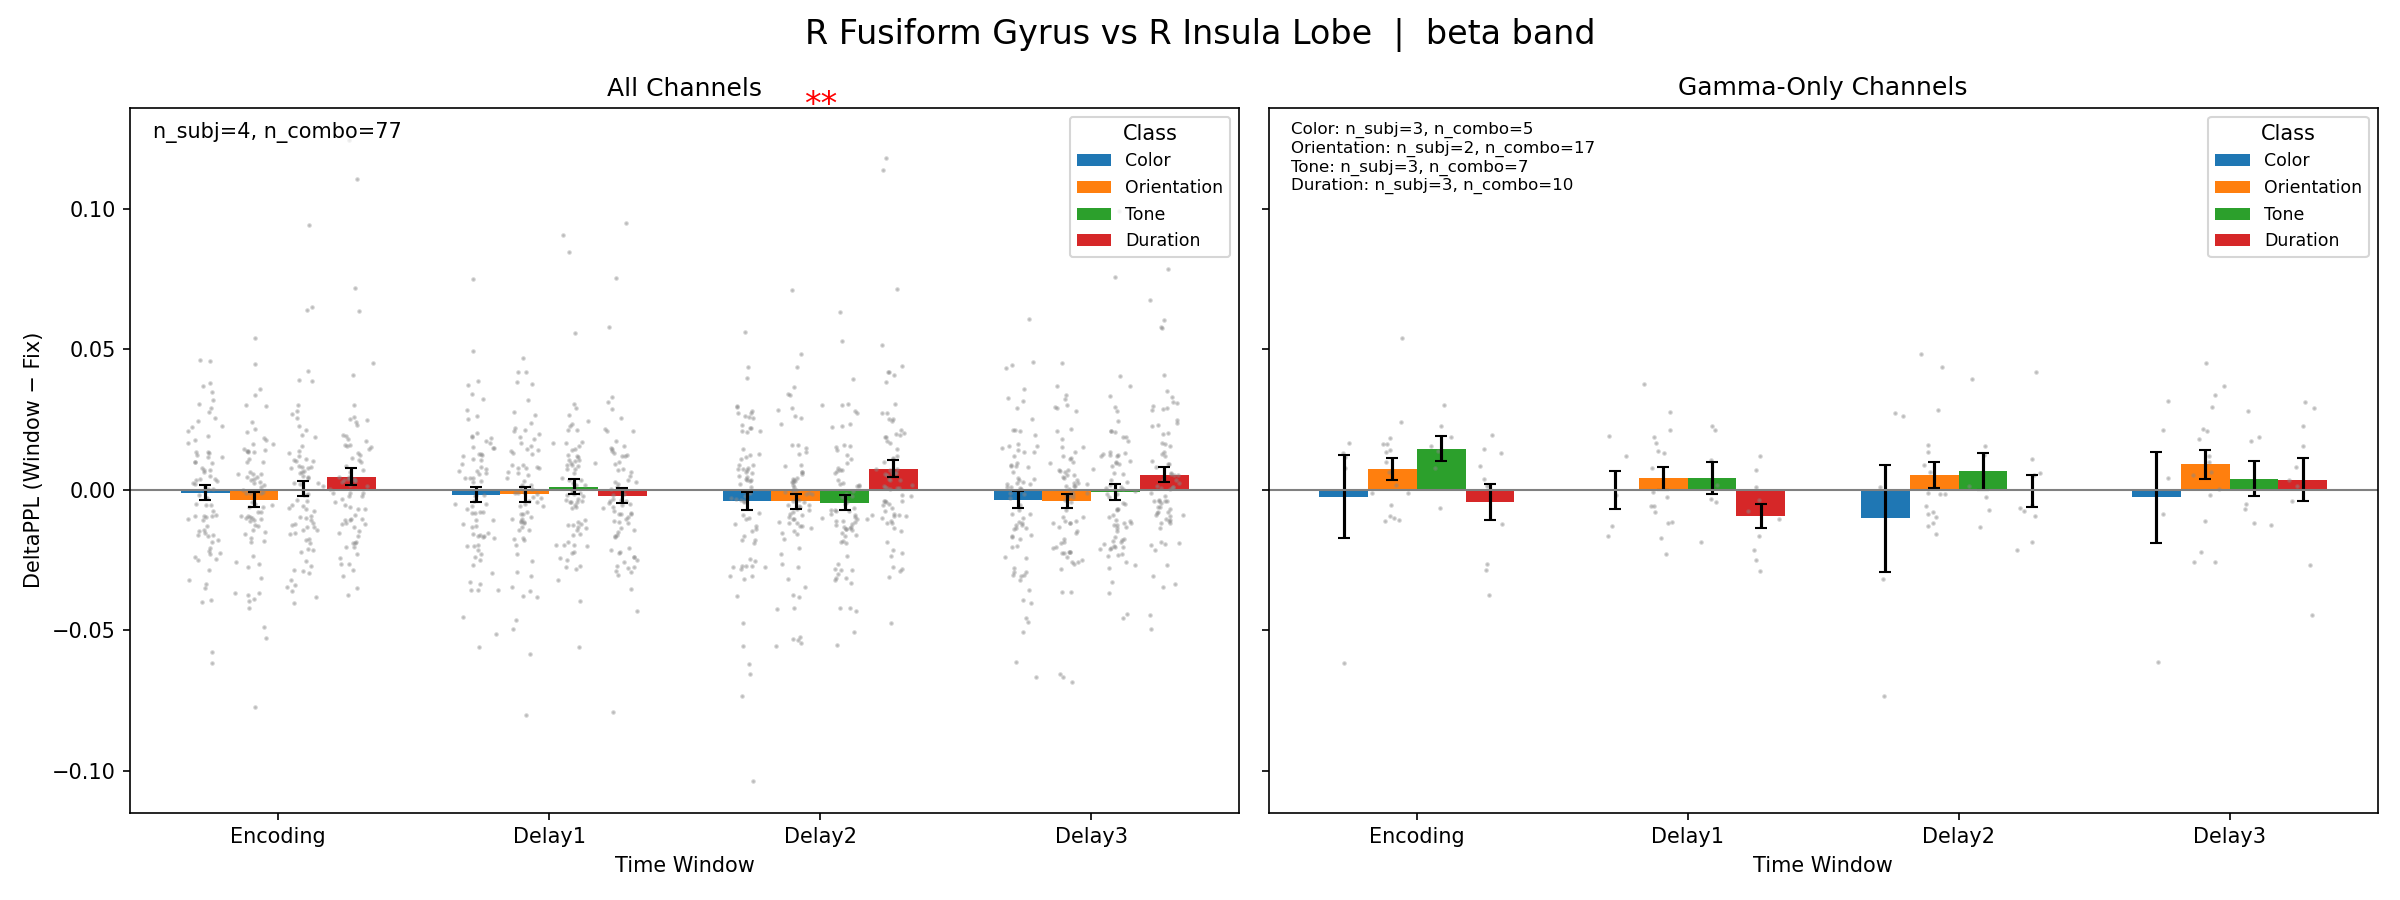 R Fusiform Gyrus vs R Insula Lobe | beta band
All Channels
**
n_subj=4, n_combo=77
Class
Color
Orientation
Tone
Duration
DeltaPPL (Window − Fix)
0.10
0.05
0.00
−0.05
−0.10
Encoding
Delay1
Delay2
Delay3
Time Window
Gamma-Only Channels
Color: n_subj=3, n_combo=5
Orientation: n_subj=2, n_combo=17
Tone: n_subj=3, n_combo=7
Duration: n_subj=3, n_combo=10
Class
Color
Orientation
Tone
Duration
Encoding
Delay1
Delay2
Delay3
Time Window